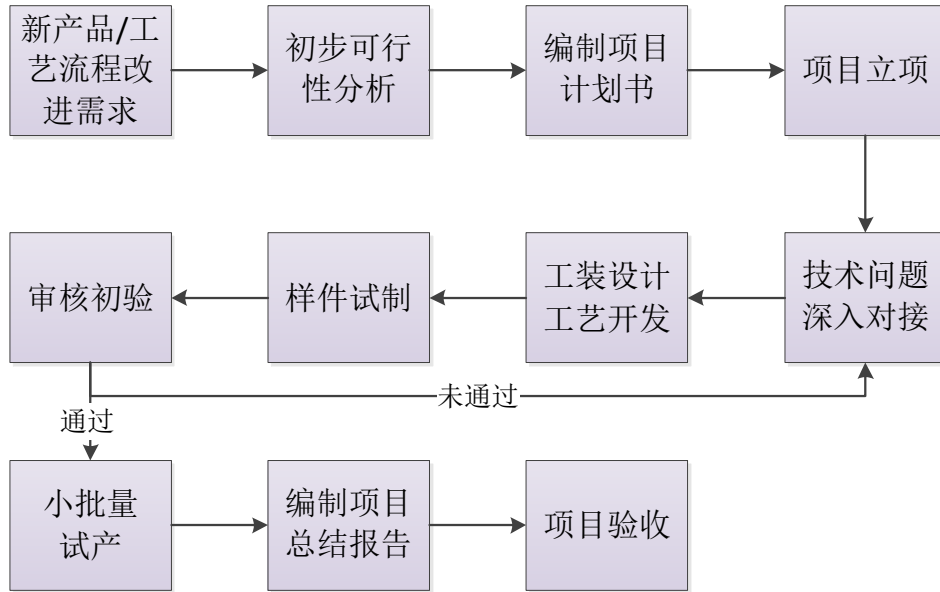 新产品/工
艺流程改
进需求
初步可行
性分析
编制项目
计划书
项目立项
审核初验
样件试制
工装设计
工艺开发
技术问题
深入对接
未通过
通过
小批量
试产
编制项目
总结报告
项目验收